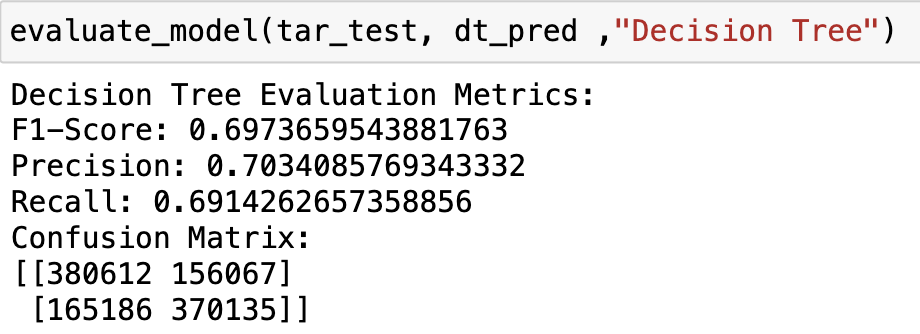 evaluate_model(tar_test, dt_pred ,"Decision Tree")
Decision Tree Evaluation Metrics:
F1-Score: 0.6973659543881763
Precision: 0.7034085769343332
Recall: 0.6914262657358856
Confusion Matrix:
[[380612 156067]
 [165186 370135]]